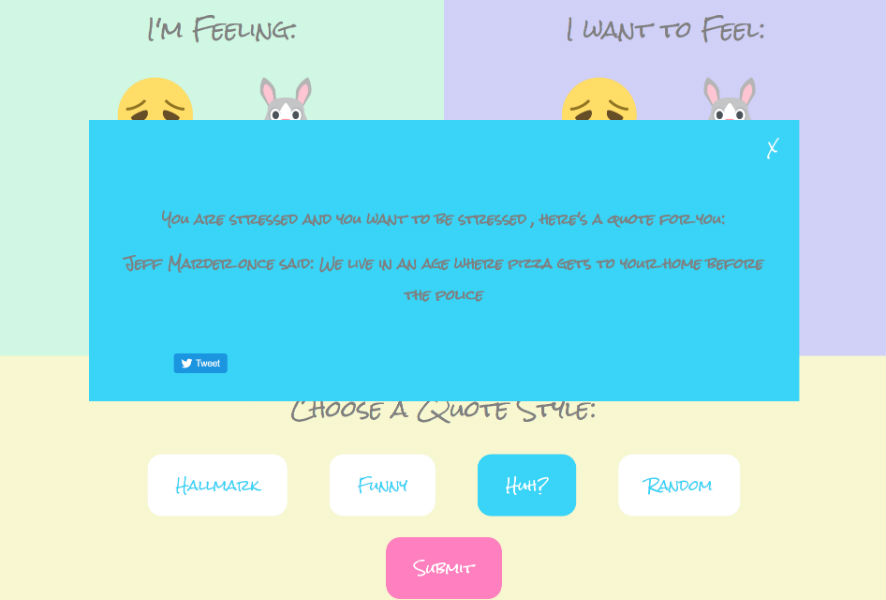 I'm Feeling:
I want to Feel:
X
You are stressed and you want to be stressed , here's a quote for you:
Jeff Marder once said: We live in an age where pizza gets to your home before
the police
Tweet
Choose a Quote Style:
Hallmark
Funny
Huh?
Random
Submit